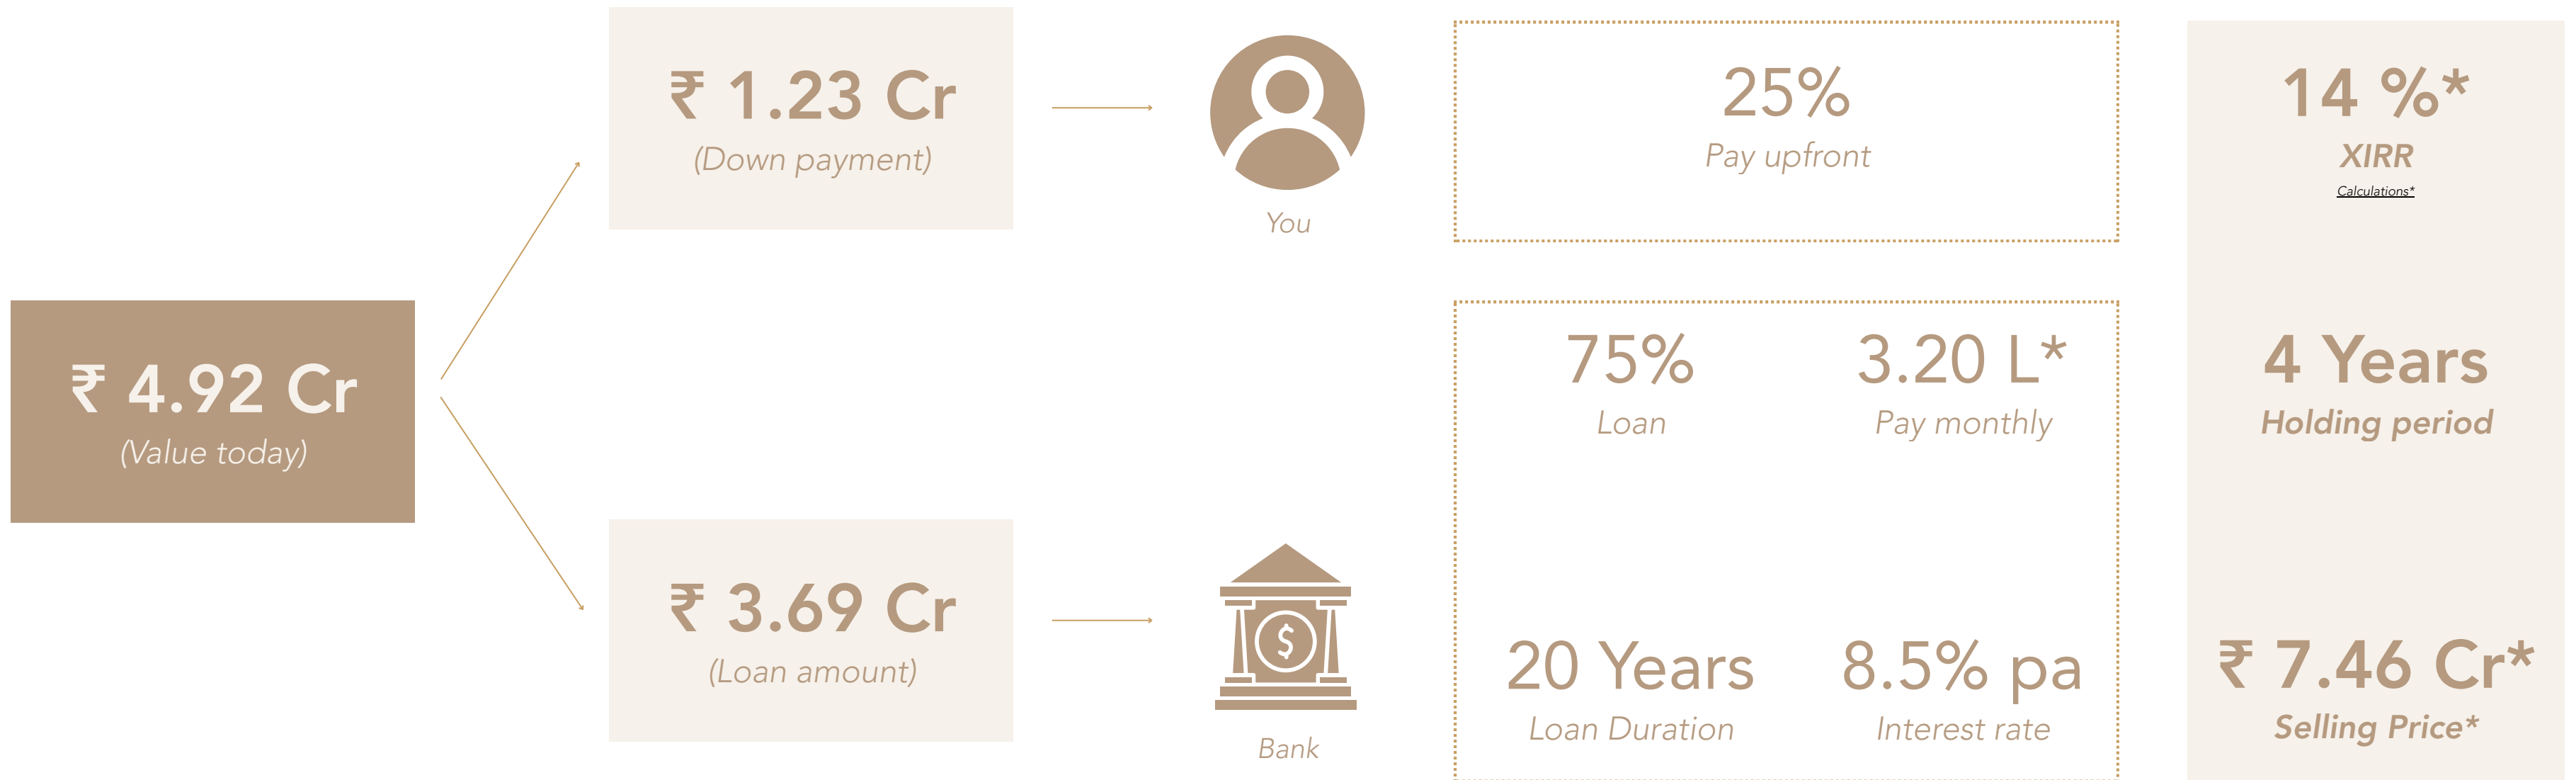 ₹ 4.92 Cr
(Value today)
₹ 1.23 Cr
(Down payment)
You
25%
Pay upfront
₹ 3.69 Cr
(Loan amount)
$
Bank
75%
Loan
3.20 L*
Pay monthly
20 Years
Loan Duration
8.5% pa
Interest rate
14 %*
XIRR
Calculations*
4 Years
Holding period
₹ 7.46 Cr*
Selling Price*